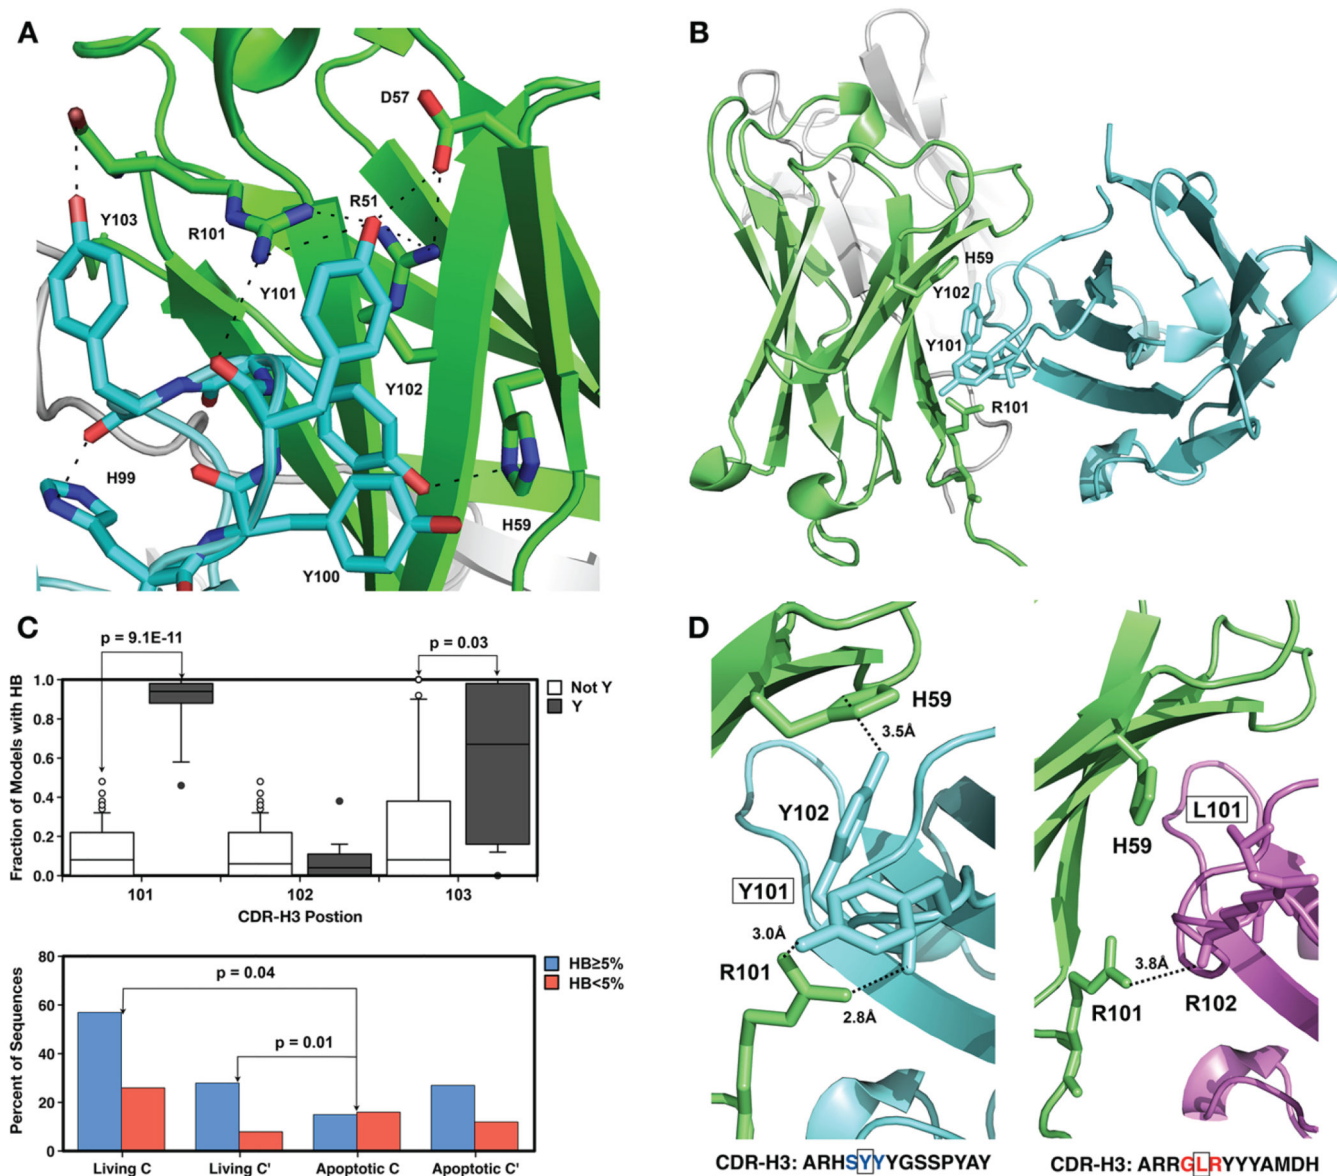 A
D57
Y103
R51
R101
Y101
Y102
H99
H59
Y100
B
H59
Y102
Y101
R101
C
p = 9.1E-11
p = 0.03
Not Y
Y
Fraction of Models with HB
1.0
0.8
0.6
0.4
0.2
0.0
101
102
103
CDR-H3 Postion
HB≥5%
HB<5%
p = 0.04
p = 0.01
Percent of Sequences
80
60
40
20
0
Living C
Living C'
Apoptotic C
Apoptotic C'
D
H59
3.5Å
Y102
Y101
3.0Å
R101
2.8Å
CDR-H3: ARHSYYYGSSPYAY
L101
H59
3.8Å
R101
R102
CDR-H3: ARRGLRYYYAMDH